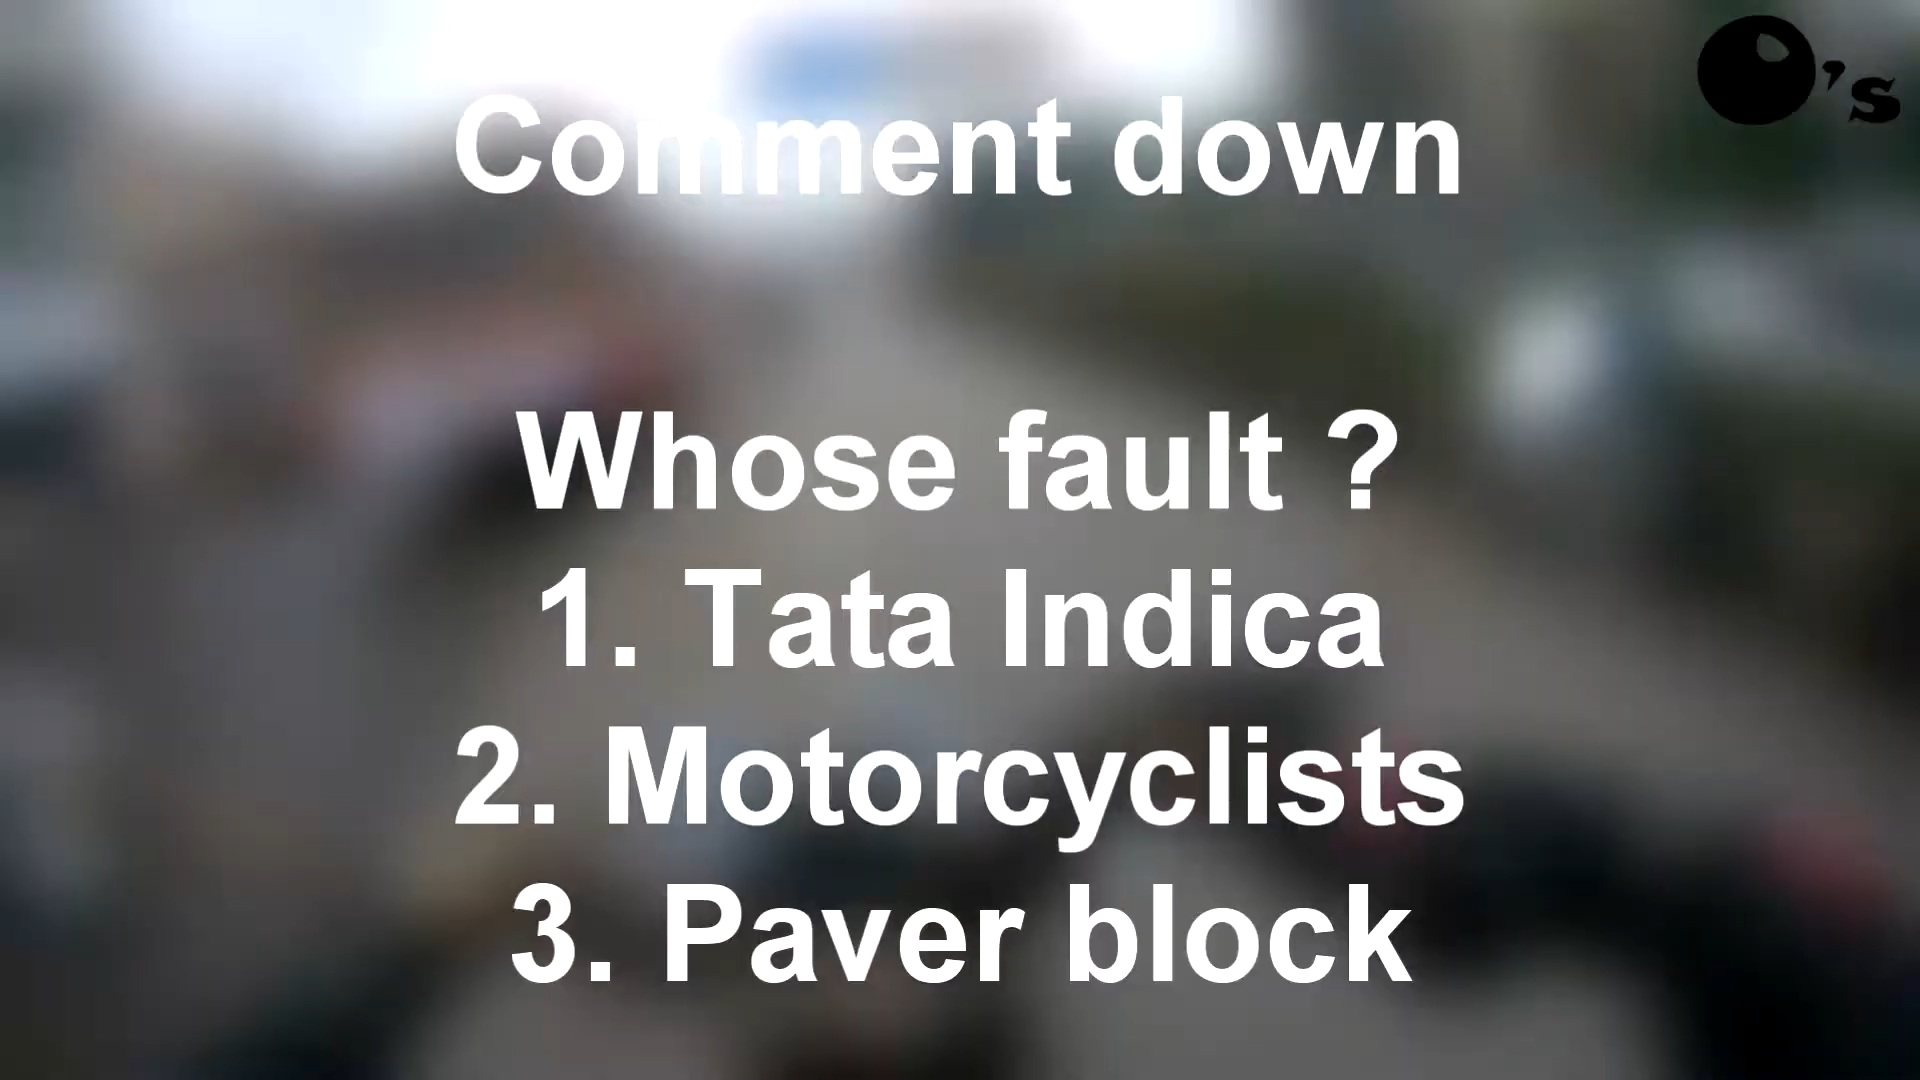 O's
Comment down
Whose fault ?
1. Tata Indica
2. Motorcyclists
3. Paver block